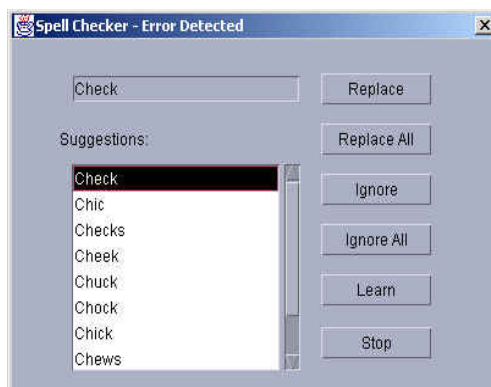 Spell Checker - Error Detected
Check
Replace
Suggestions:
Replace All
Check
Chic
Checks
Cheek
Chuck
Chock
Chick
Chews
Ignore
Ignore All
Learn
Stop